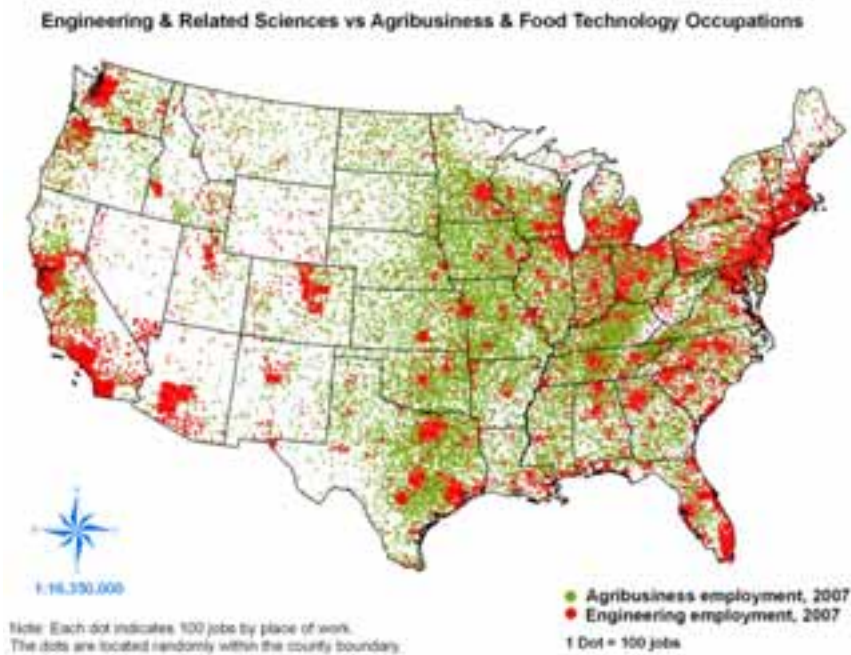 Engineering & Related Sciences vs Agribusiness & Food Technology Occupations
1:16,350,000
Agribusiness employment, 2007
Engineering employment, 2007
1 Dot = 100 jobs
Note: Each dot indicates 100 jobs by place of work.
The dots are located randomly within the county boundary.